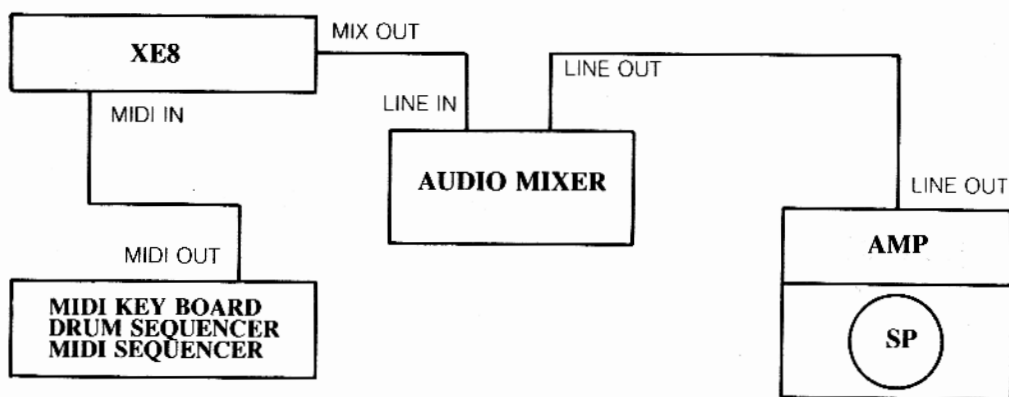 XE8
MIX OUT
LINE OUT
MIDI IN
LINE IN
AUDIO MIXER
LINE OUT
MIDI OUT
AMP
MIDI KEY BOARD
DRUM SEQUENCER
MIDI SEQUENCER
SP